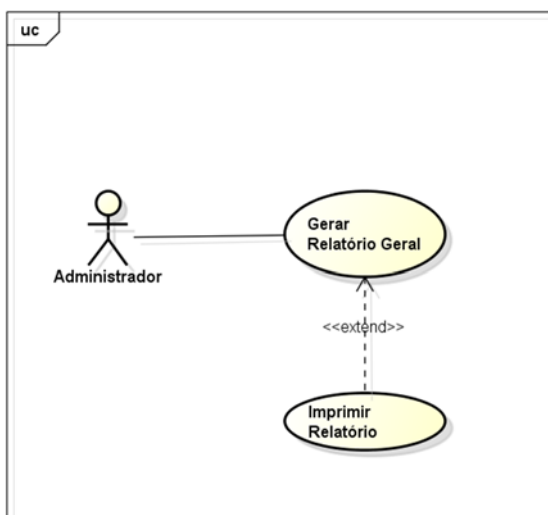 uc
Gerar
Relatório Geral
Administrador
<<extend>>
Imprimir
Relatório